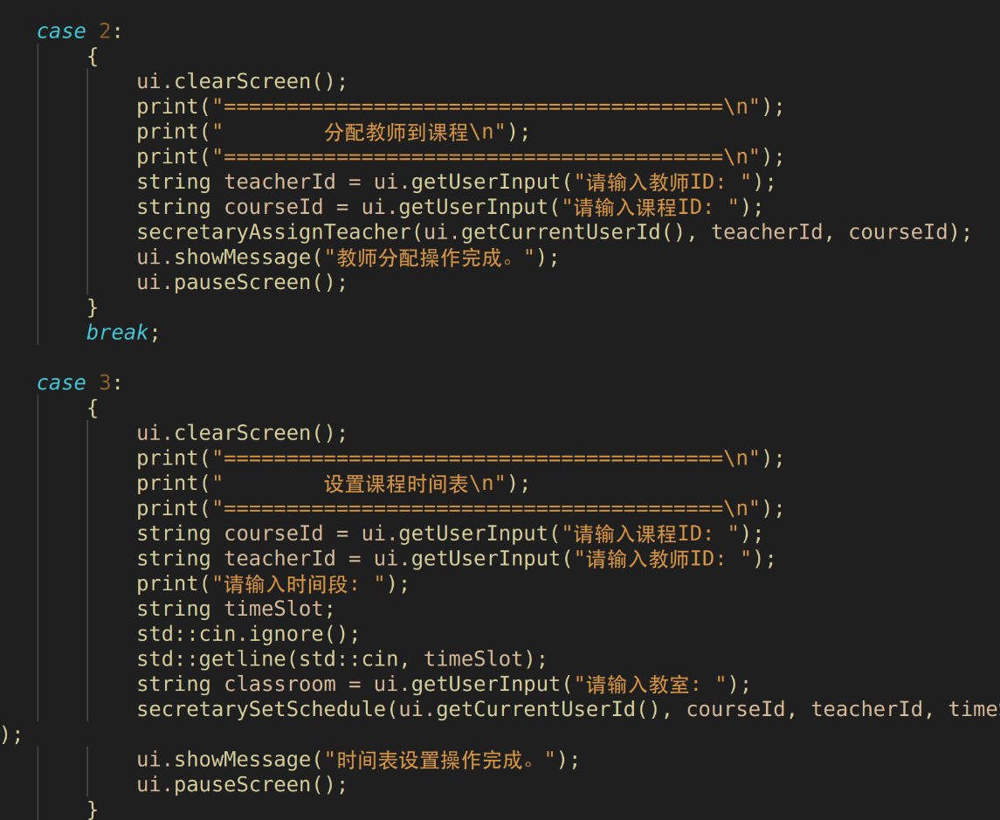 case 2:
{
ui.clearScreen();
print("========================================\n");
print("        分配教师到课程\n");
print("========================================\n");
string teacherId = ui.getUserInput("请输入教师ID: ");
string courseId = ui.getUserInput("请输入课程ID: ");
secretaryAssignTeacher(ui.getCurrentUserId(), teacherId, courseId);
ui.showMessage("教师分配操作完成。");
ui.pauseScreen();
}
break;
case 3:
{
ui.clearScreen();
print("========================================\n");
print("        设置课程时间表\n");
print("========================================\n");
string courseId = ui.getUserInput("请输入课程ID: ");
string teacherId = ui.getUserInput("请输入教师ID: ");
print("请输入时间段: ");
string timeSlot;
std::cin.ignore();
std::getline(std::cin, timeSlot);
string classroom = ui.getUserInput("请输入教室: ");
secretarySetSchedule(ui.getCurrentUserId(), courseId, teacherId, time
);
ui.showMessage("时间表设置操作完成。");
ui.pauseScreen();
}